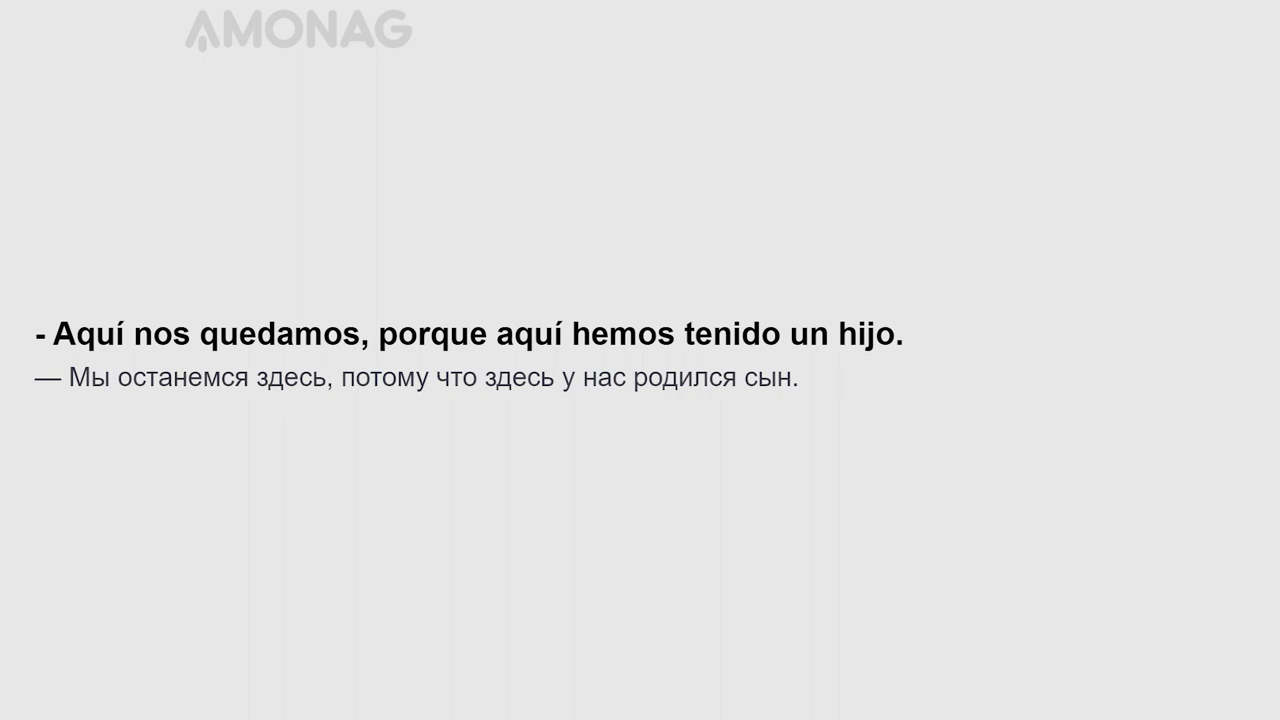 AMONAG
- Aquí nos quedamos, porque aquí hemos tenido un hijo.
— Мы останемся здесь, потому что здесь у нас родился сын.